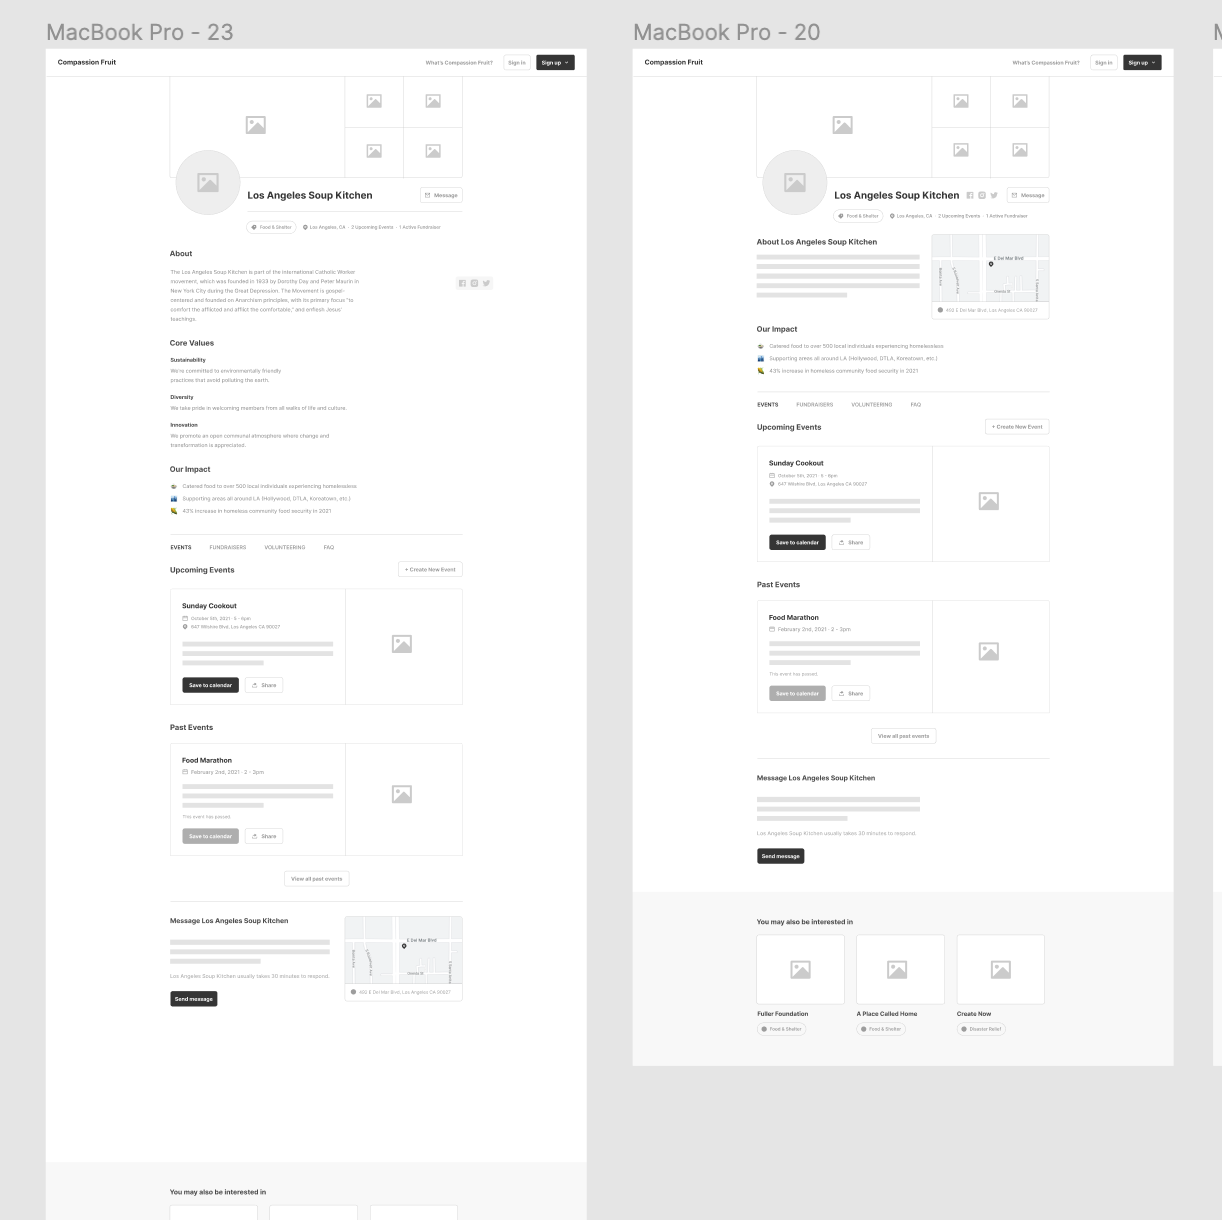 MacBook Pro - 23
Compassion Fruit
What's Compassion Fruit?
Sign in
Sign up
Los Angeles Soup Kitchen
Message
Food & Shelter
Los Angeles, CA · 2 Upcoming Events · 1 Active Fundraiser
About
The Los Angeles Soup Kitchen is part of the international Catholic Worker
movement, which was founded in 1933 by Dorothy Day and Peter Maurin in
New York City during the Great Depression. The Movement is gospel-
centered and founded on Anarchism principles, with its primary focus "to
comfort the afflicted and afflict the comfortable," and enflesh Jesus'
teachings.
Core Values
Sustainability
We're committed to environmentally friendly
practices that avoid polluting the earth.
Diversity
We take pride in welcoming members from all walks of life and culture.
Innovation
We promote an open communal atmosphere where change and
transformation is appreciated.
Our Impact
Catered food to over 500 local individuals experiencing homelessness
Supporting areas all around LA (Hollywood, DTLA, Koreatown, etc.)
43% increase in homeless community food security in 2021
EVENTS
FUNDRAISERS
VOLUNTEERING
FAQ
Upcoming Events
+ Create New Event
Sunday Cookout
October 5th, 2021 · 5 - 6pm
647 Wilshire Blvd, Los Angeles CA 90027
Save to calendar
Share
Past Events
Food Marathon
February 2nd, 2021 · 2 - 3pm
This event has passed.
Save to calendar
Share
View all past events
Message Los Angeles Soup Kitchen
Los Angeles Soup Kitchen usually takes 30 minutes to respond.
Send message
E Del Mar Blvd
E Del Mar Blvd, Los Angeles CA 90027
You may also be interested in
MacBook Pro - 20
Compassion Fruit
What's Compassion Fruit?
Sign in
Sign up
Los Angeles Soup Kitchen
Message
Food & Shelter
Los Angeles, CA · 2 Upcoming Events · 1 Active Fundraiser
About Los Angeles Soup Kitchen
E Del Mar Blvd
E Del Mar Blvd, Los Angeles CA 90027
Our Impact
Catered food to over 500 local individuals experiencing homelessness
Supporting areas all around LA (Hollywood, DTLA, Koreatown, etc.)
43% increase in homeless community food security in 2021
EVENTS
FUNDRAISERS
VOLUNTEERING
FAQ
Upcoming Events
+ Create New Event
Sunday Cookout
October 5th, 2021 · 5 - 6pm
647 Wilshire Blvd, Los Angeles CA 90027
Save to calendar
Share
Past Events
Food Marathon
February 2nd, 2021 · 2 - 3pm
This event has passed.
Save to calendar
Share
View all past events
Message Los Angeles Soup Kitchen
Los Angeles Soup Kitchen usually takes 30 minutes to respond.
Send message
You may also be interested in
Fuller Foundation
Food & Shelter
A Place Called Home
Food & Shelter
Create Now
Disaster Relief